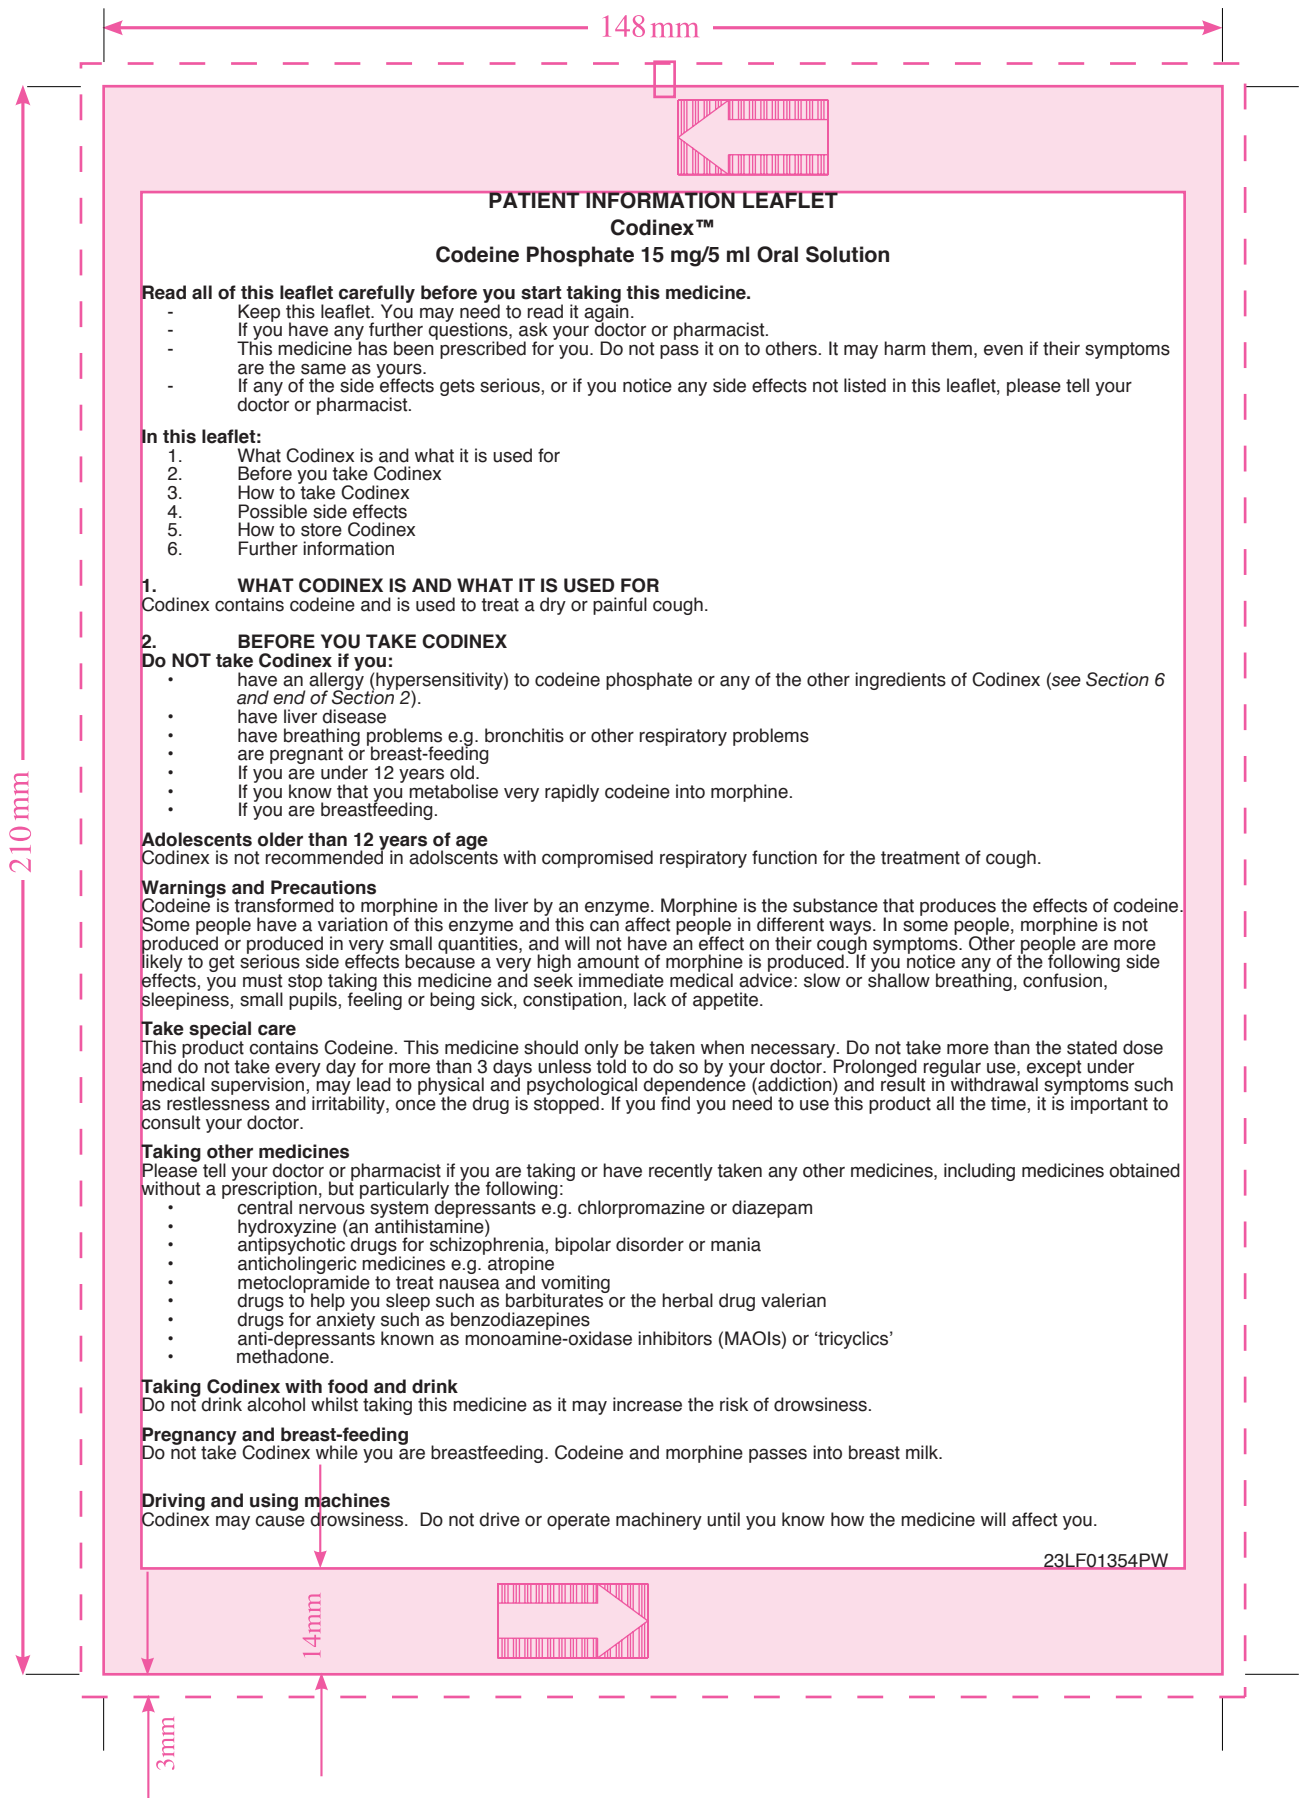 148 mm
PATIENT INFORMATION LEAFLET
Codinex™
Codeine Phosphate 15 mg/5 ml Oral Solution
Read all of this leaflet carefully before you start taking this medicine.
- Keep this leaflet. You may need to read it again.
- If you have any further questions, ask your doctor or pharmacist.
- This medicine has been prescribed for you. Do not pass it on to others. It may harm them, even if their symptoms
are the same as yours.
- If any of the side effects gets serious, or if you notice any side effects not listed in this leaflet, please tell your
doctor or pharmacist.
In this leaflet:
1. What Codinex is and what it is used for
2. Before you take Codinex
3. How to take Codinex
4. Possible side effects
5. How to store Codinex
6. Further information
1. WHAT CODINEX IS AND WHAT IT IS USED FOR
Codinex contains codeine and is used to treat a dry or painful cough.
2. BEFORE YOU TAKE CODINEX
Do NOT take Codinex if you:
• have an allergy (hypersensitivity) to codeine phosphate or any of the other ingredients of Codinex (see Section 6
and end of Section 2).
• have liver disease
• have breathing problems e.g. bronchitis or other respiratory problems
• are pregnant or breast-feeding
• If you are under 12 years old.
• If you know that you metabolise very rapidly codeine into morphine.
• If you are breastfeeding.
210 mm
Adolescents older than 12 years of age
Codinex is not recommended in adolscents with compromised respiratory function for the treatment of cough.
Warnings and Precautions
Codeine is transformed to morphine in the liver by an enzyme. Morphine is the substance that produces the effects of codeine.
Some people have a variation of this enzyme and this can affect people in different ways. In some people, morphine is not
produced or produced in very small quantities, and will not have an effect on their cough symptoms. Other people are more
likely to get serious side effects because a very high amount of morphine is produced. If you notice any of the following side
effects, you must stop taking this medicine and seek immediate medical advice: slow or shallow breathing, confusion,
sleepiness, small pupils, feeling or being sick, constipation, lack of appetite.
Take special care
This product contains Codeine. This medicine should only be taken when necessary. Do not take more than the stated dose
and do not take every day for more than 3 days unless told to do so by your doctor. Prolonged regular use, except under
medical supervision, may lead to physical and psychological dependence (addiction) and result in withdrawal symptoms such
as restlessness and irritability, once the drug is stopped. If you find you need to use this product all the time, it is important to
consult your doctor.
Taking other medicines
Please tell your doctor or pharmacist if you are taking or have recently taken any other medicines, including medicines obtained
without a prescription, but particularly the following:
• central nervous system depressants e.g. chlorpromazine or diazepam
• hydroxyzine (an antihistamine)
• antipsychotic drugs for schizophrenia, bipolar disorder or mania
• anticholingeric medicines e.g. atropine
• metoclopramide to treat nausea and vomiting
• drugs to help you sleep such as barbiturates or the herbal drug valerian
• drugs for anxiety such as benzodiazepines
• anti-depressants known as monoamine-oxidase inhibitors (MAOIs) or ‘tricyclics’
• methadone.
Taking Codinex with food and drink
Do not drink alcohol whilst taking this medicine as it may increase the risk of drowsiness.
Pregnancy and breast-feeding
Do not take Codinex while you are breastfeeding. Codeine and morphine passes into breast milk.
Driving and using machines
Codinex may cause drowsiness. Do not drive or operate machinery until you know how the medicine will affect you.
23LF01354PW
14mm
3mm